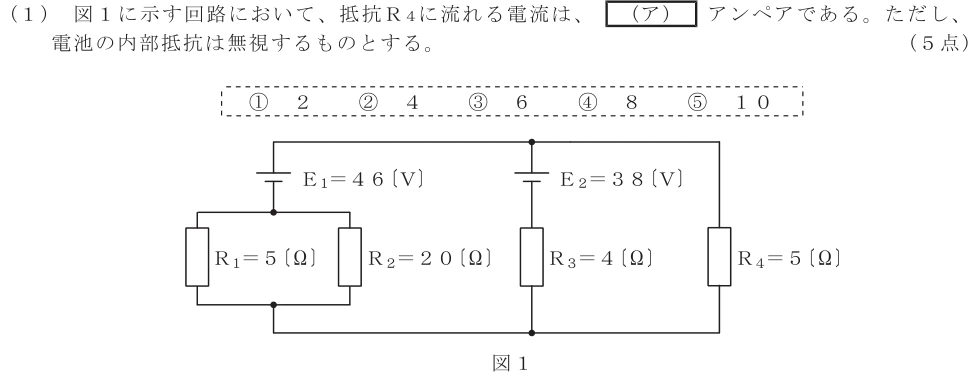 （1） 図1に示す回路において、抵抗R4に流れる電流は、 （ア） アンペアである。ただし、
電池の内部抵抗は無視するものとする。 （5点）
① 2 ② 4 ③ 6 ④ 8 ⑤ 10
E1＝46〔V〕 E2＝38〔V〕
R1＝5〔Ω〕 R2＝20〔Ω〕 R3＝4〔Ω〕 R4＝5〔Ω〕
図1